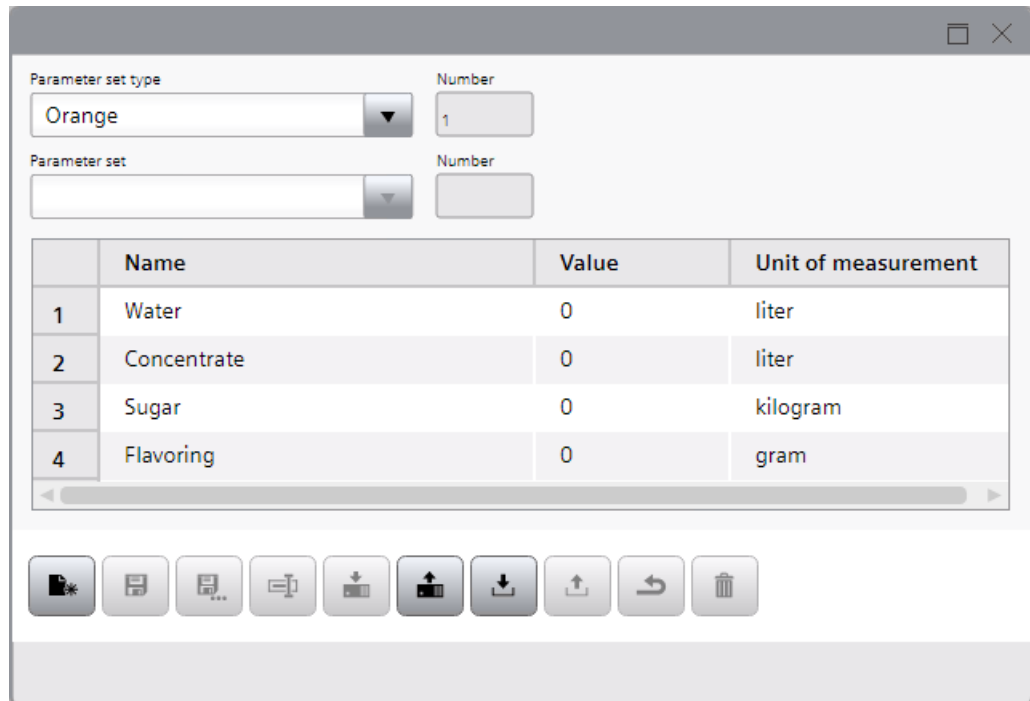 Parameter set type Number
Orange 1
Parameter set Number
Name Value Unit of measurement
1 Water 0 liter
2 Concentrate 0 liter
3 Sugar 0 kilogram
4 Flavoring 0 gram